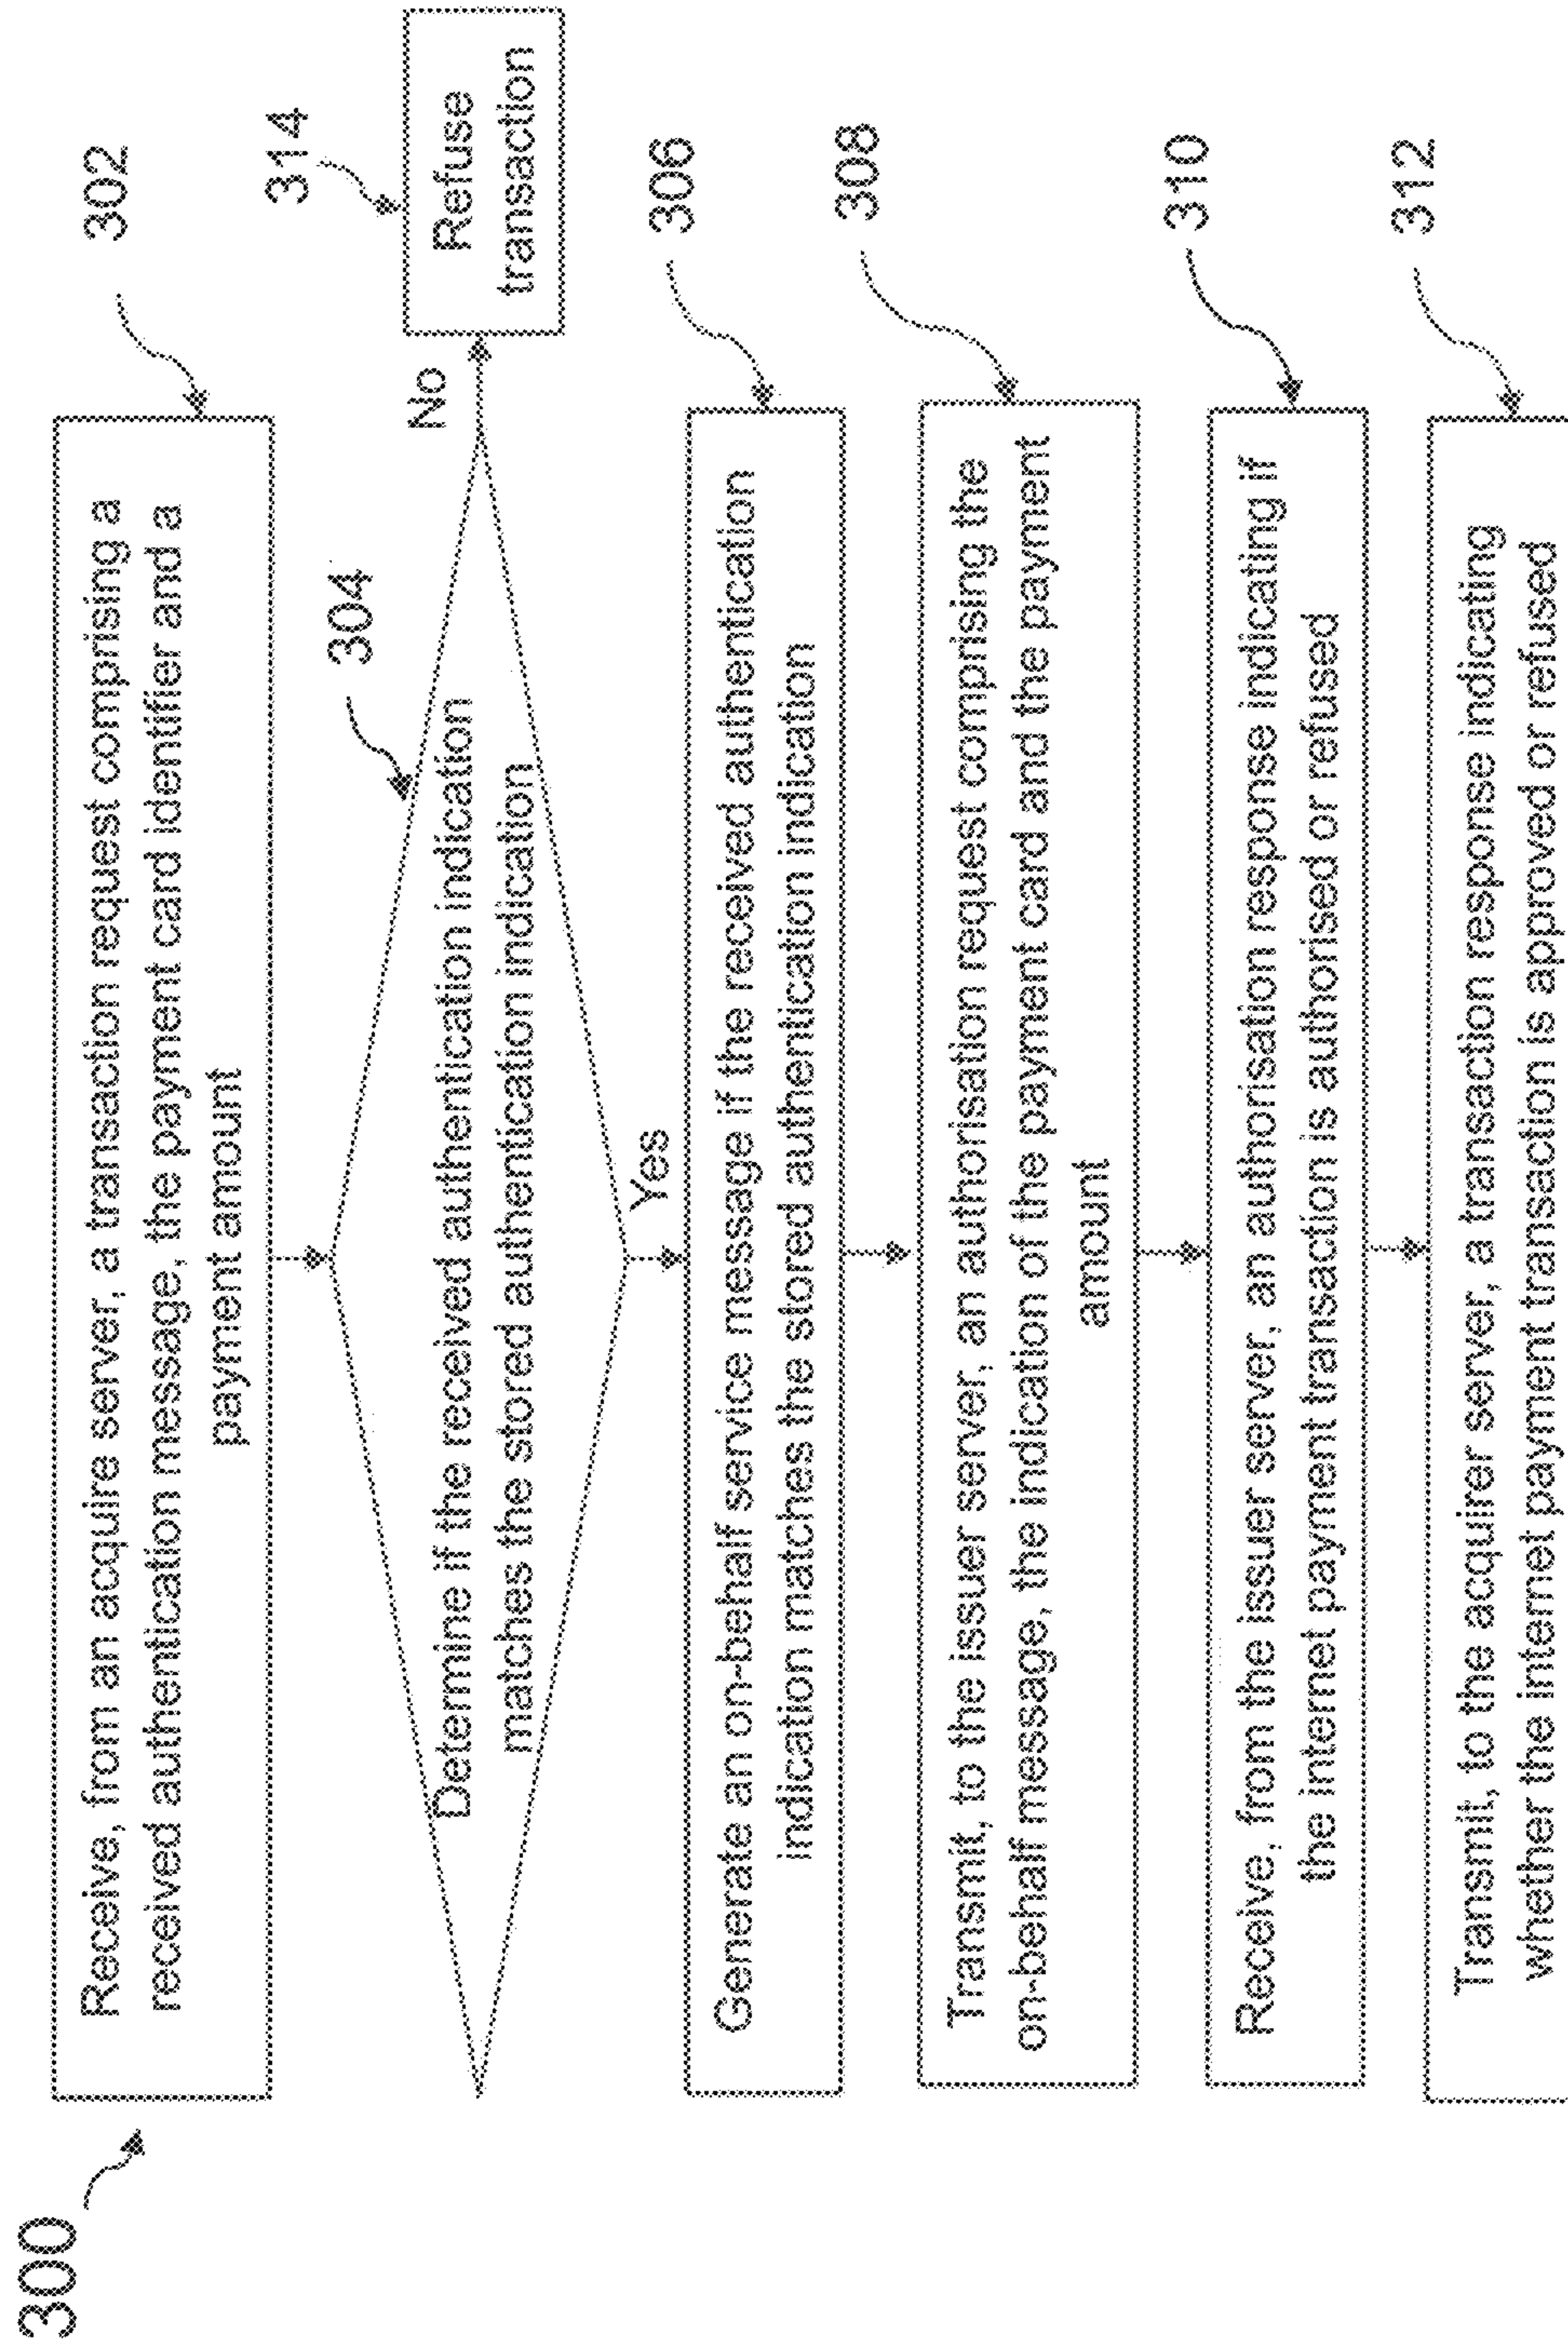 300
302
Receive, from an acquire server, a transaction request comprising a
received authentication message, the payment card identifier and a
payment amount
304
Determine if the received authentication indication
matches the stored authentication indication
No
314
Refuse
transaction
Yes
306
Generate an on-behalf service message if the received authentication
indication matches the stored authentication indication
308
Transmit, to the issuer server, an authorisation request comprising the
on-behalf message, the indication of the payment card and the payment
amount
310
Receive, from the issuer server, an authorisation response indicating if
the internet payment transaction is authorised or refused
312
Transmit, to the acquirer server, a transaction response indicating
whether the internet payment transaction is approved or refused